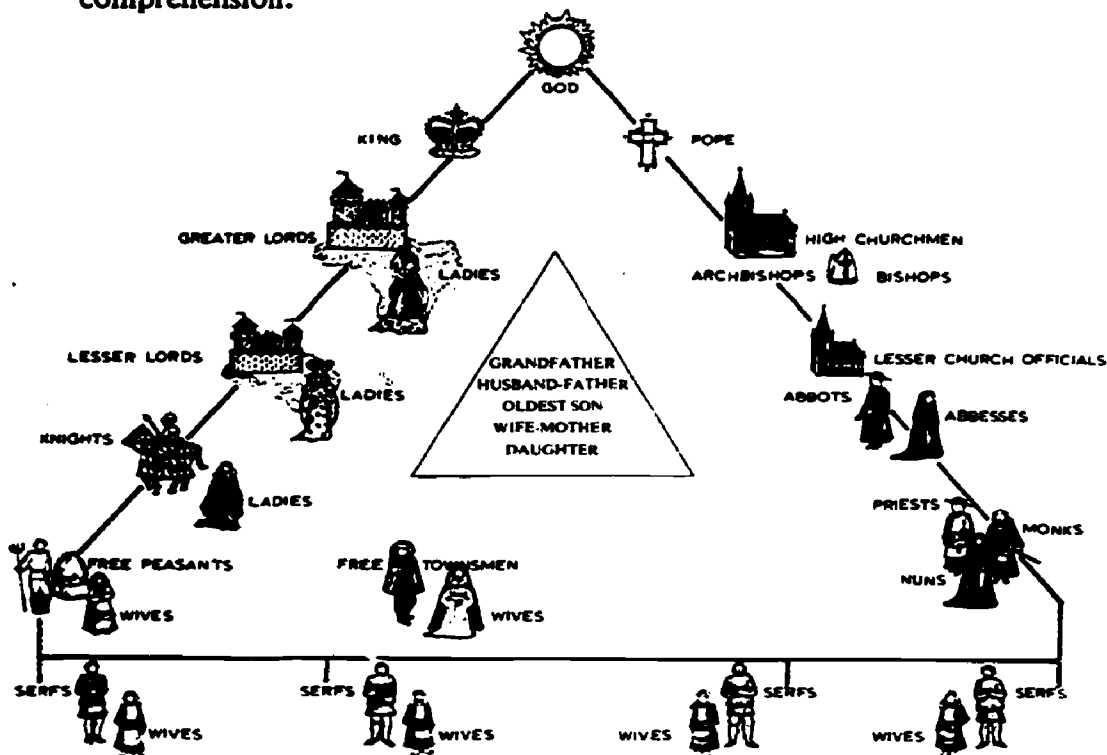 comprehension.
GOD
KING
POPE
GREATER LORDS
LADIES
HIGH CHURCHMEN
ARCHBISHOPS
BISHOPS
LESSER LORDS
LADIES
LESSER CHURCH OFFICIALS
ABBOTS
ABBESSES
GRANDFATHER
HUSBAND-FATHER
OLDEST SON
WIFE-MOTHER
DAUGHTER
KNIGHTS
LADIES
PRIESTS
MONKS
NUNS
FREE PEASANTS
WIVES
FREE TOWNSMEN
WIVES
SERFS
WIVES
SERFS
WIVES
SERFS
WIVES
SERFS
WIVES